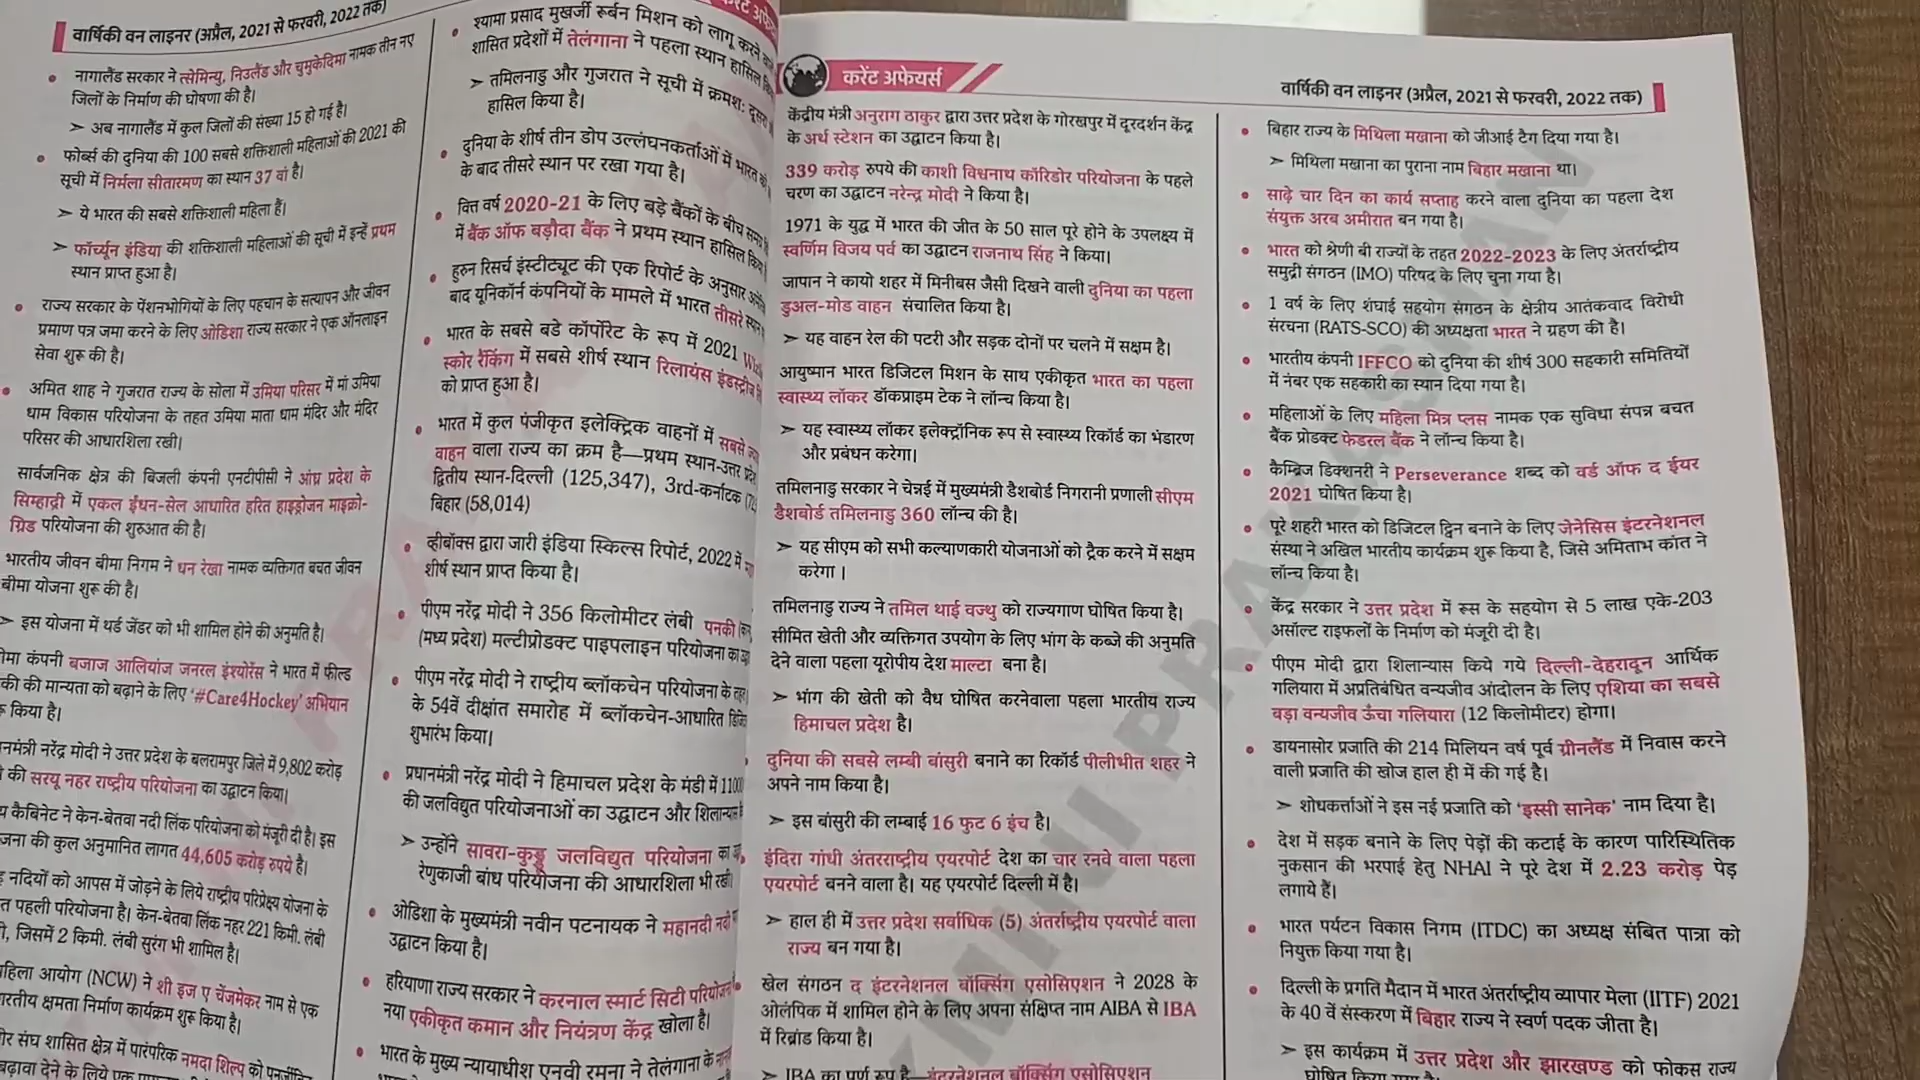 वार्षिकी वन लाइनर (अप्रैल, 2021 से फरवरी, 2022 तक)
नागालैंड सरकार ने त्सेमिन्यु, निउलैंड और चुमुकेदिमा नामक तीन नए
जिलों के निर्माण की घोषणा की है।
➢ अब नागालैंड में कुल जिलों की संख्या 15 हो गई है।
• फोर्ब्स की दुनिया की 100 सबसे शक्तिशाली महिलाओं की 2021 की
सूची में निर्मला सीतारमण का स्थान 37 वां है।
➢ ये भारत की सबसे शक्तिशाली महिला हैं।
➢ फॉर्च्यून इंडिया की शक्तिशाली महिलाओं की सूची में इन्हें प्रथम
स्थान प्राप्त हुआ है।
• राज्य सरकार के पेंशनभोगियों के लिए पहचान के सत्यापन और जीवन
प्रमाण पत्र जमा करने के लिए ओडिशा राज्य सरकार ने एक ऑनलाइन
सेवा शुरू की है।
• अमित शाह ने गुजरात राज्य के सोला में उमिया परिसर में मां उमिया
धाम विकास परियोजना के तहत उमिया माता धाम मंदिर और मंदिर
परिसर की आधारशिला रखी।
सार्वजनिक क्षेत्र की बिजली कंपनी एनटीपीसी ने आंध्र प्रदेश के
सिम्हाद्री में एकल ईंधन-सेल आधारित हरित हाइड्रोजन माइक्रो-
ग्रिड परियोजना की शुरुआत की है।
भारतीय जीवन बीमा निगम ने धन रेखा नामक व्यक्तिगत बचत जीवन
बीमा योजना शुरू की है।
➢ इस योजना में थर्ड जेंडर को भी शामिल होने की अनुमति है।
कंपनी बजाज आलियांज जनरल इंश्योरेंस ने भारत में फील्ड
की मान्यता को बढ़ाने के लिए '#Care4Hockey' अभियान
किया है।
नरेंद्र मोदी ने उत्तर प्रदेश के बलरामपुर जिले में 9,802 करोड़
की सरयू नहर राष्ट्रीय परियोजना का उद्घाटन किया।
कैबिनेट ने केन-बेतवा नदी लिंक परियोजना को मंजूरी दी है। इस
की कुल अनुमानित लागत 44,605 करोड़ रुपये है।
नदियों को आपस में जोड़ने के लिये राष्ट्रीय परिप्रेक्ष्य योजना के
पहली परियोजना है। केन-बेतवा लिंक नहर 221 किमी. लंबी
जिसमें 2 किमी. लंबी सुरंग भी शामिल है।
आयोग (NCW) ने शी इज ए चेंजमेकर नाम से एक
क्षमता निर्माण कार्यक्रम शुरू किया है।
संघ शासित क्षेत्र में पारंपरिक नमदा शिल्प को
देने के लिये एक
श्यामा प्रसाद मुखर्जी रूर्बन मिशन को लागू करने
शासित प्रदेशों में तेलंगाना ने पहला स्थान हासिल
➢ तमिलनाडु और गुजरात ने सूची में क्रमशः दूसरा
हासिल किया है।
• दुनिया के शीर्ष तीन डोप उल्लंघनकर्ताओं में भारत को
के बाद तीसरे स्थान पर रखा गया है।
• वित्त वर्ष 2020-21 के लिए बड़े बैंकों के बीच
में बैंक ऑफ बड़ौदा बैंक ने प्रथम स्थान हासिल किया
• हुरुन रिसर्च इंस्टीट्यूट की एक रिपोर्ट के अनुसार
बाद यूनिकॉर्न कंपनियों के मामले में भारत तीसरे स्थान
• भारत के सबसे बडे कॉर्पोरेट के रूप में 2021
स्कोर रैंकिंग में सबसे शीर्ष स्थान रिलायंस इंडस्ट्रीज
को प्राप्त हुआ है।
• भारत में कुल पंजीकृत इलेक्ट्रिक वाहनों में सबसे
वाहन वाला राज्य का क्रम है—प्रथम स्थान-उत्तर
द्वितीय स्थान-दिल्ली (125,347), 3rd-कर्नाटक
बिहार (58,014)
• व्हीबॉक्स द्वारा जारी इंडिया स्किल्स रिपोर्ट, 2022 में
शीर्ष स्थान प्राप्त किया है।
• पीएम नरेंद्र मोदी ने 356 किलोमीटर लंबी पनकी
(मध्य प्रदेश) मल्टीप्रोडक्ट पाइपलाइन परियोजना का
• पीएम नरेंद्र मोदी ने राष्ट्रीय ब्लॉकचेन परियोजना के
के 54वें दीक्षांत समारोह में ब्लॉकचेन-आधारित
शुभारंभ किया।
• प्रधानमंत्री नरेंद्र मोदी ने हिमाचल प्रदेश के मंडी में
की जलविद्युत परियोजनाओं का उद्घाटन और
➢ उन्होंने सावरा-कुड्डू जलविद्युत परियोजना का
रेणुकाजी बांध परियोजना की आधारशिला भी रखी।
• ओडिशा के मुख्यमंत्री नवीन पटनायक ने महानदी
उद्घाटन किया है।
• हरियाणा राज्य सरकार ने करनाल स्मार्ट सिटी
नया एकीकृत कमान और नियंत्रण केंद्र खोला है।
• भारत के मुख्य न्यायाधीश एनवी रमना ने तेलंगाना के
करेंट अफेयर्स
वार्षिकी वन लाइनर (अप्रैल, 2021 से फरवरी, 2022 तक)
केंद्रीय मंत्री अनुराग ठाकुर द्वारा उत्तर प्रदेश के गोरखपुर में दूरदर्शन केंद्र
के अर्थ स्टेशन का उद्घाटन किया है।
339 करोड़ रुपये की काशी विश्वनाथ कॉरिडोर परियोजना के पहले
चरण का उद्घाटन नरेन्द्र मोदी ने किया है।
1971 के युद्ध में भारत की जीत के 50 साल पूरे होने के उपलक्ष्य में
स्वर्णिम विजय पर्व का उद्घाटन राजनाथ सिंह ने किया।
जापान ने कायो शहर में मिनीबस जैसी दिखने वाली दुनिया का पहला
डुअल-मोड वाहन संचालित किया है।
➢ यह वाहन रेल की पटरी और सड़क दोनों पर चलने में सक्षम है।
आयुष्मान भारत डिजिटल मिशन के साथ एकीकृत भारत का पहला
स्वास्थ्य लॉकर डॉकप्राइम टेक ने लॉन्च किया है।
➢ यह स्वास्थ्य लॉकर इलेक्ट्रॉनिक रूप से स्वास्थ्य रिकॉर्ड का भंडारण
और प्रबंधन करेगा।
तमिलनाडु सरकार ने चेन्नई में मुख्यमंत्री डैशबोर्ड निगरानी प्रणाली सीएम
डैशबोर्ड तमिलनाडु 360 लॉन्च की है।
➢ यह सीएम को सभी कल्याणकारी योजनाओं को ट्रैक करने में सक्षम
करेगा ।
तमिलनाडु राज्य ने तमिल थाई वज्थु को राज्यगाण घोषित किया है।
सीमित खेती और व्यक्तिगत उपयोग के लिए भांग के कब्जे की अनुमति
देने वाला पहला यूरोपीय देश माल्टा बना है।
➢ भांग की खेती को वैध घोषित करनेवाला पहला भारतीय राज्य
हिमाचल प्रदेश है।
दुनिया की सबसे लम्बी बांसुरी बनाने का रिकॉर्ड पीलीभीत शहर ने
अपने नाम किया है।
➢ इस बांसुरी की लम्बाई 16 फुट 6 इंच है।
इंदिरा गांधी अंतरराष्ट्रीय एयरपोर्ट देश का चार रनवे वाला पहला
एयरपोर्ट बनने वाला है। यह एयरपोर्ट दिल्ली में है।
➢ हाल ही में उत्तर प्रदेश सर्वाधिक (5) अंतर्राष्ट्रीय एयरपोर्ट वाला
राज्य बन गया है।
खेल संगठन द इंटरनेशनल बॉक्सिंग एसोसिएशन ने 2028 के
ओलंपिक में शामिल होने के लिए अपना संक्षिप्त नाम AIBA से IBA
में रिब्रांड किया है।
➢ IBA का पूर्ण रूप है—इंटरनेशनल बॉक्सिंग एसोसिएशन
• बिहार राज्य के मिथिला मखाना को जीआई टैग दिया गया है।
➢ मिथिला मखाना का पुराना नाम बिहार मखाना था।
• साढ़े चार दिन का कार्य सप्ताह करने वाला दुनिया का पहला देश
संयुक्त अरब अमीरात बन गया है।
• भारत को श्रेणी बी राज्यों के तहत 2022-2023 के लिए अंतर्राष्ट्रीय
समुद्री संगठन (IMO) परिषद के लिए चुना गया है।
• 1 वर्ष के लिए शंघाई सहयोग संगठन के क्षेत्रीय आतंकवाद विरोधी
संरचना (RATS-SCO) की अध्यक्षता भारत ने ग्रहण की है।
• भारतीय कंपनी IFFCO को दुनिया की शीर्ष 300 सहकारी समितियों
में नंबर एक सहकारी का स्थान दिया गया है।
• महिलाओं के लिए महिला मित्र प्लस नामक एक सुविधा संपन्न बचत
बैंक प्रोडक्ट फेडरल बैंक ने लॉन्च किया है।
• कैम्ब्रिज डिक्शनरी ने Perseverance शब्द को वर्ड ऑफ द ईयर
2021 घोषित किया है।
• पूरे शहरी भारत को डिजिटल ट्विन बनाने के लिए जेनेसिस इंटरनेशनल
संस्था ने अखिल भारतीय कार्यक्रम शुरू किया है, जिसे अमिताभ कांत ने
लॉन्च किया है।
• केंद्र सरकार ने उत्तर प्रदेश में रूस के सहयोग से 5 लाख एके-203
असॉल्ट राइफलों के निर्माण को मंजूरी दी है।
• पीएम मोदी द्वारा शिलान्यास किये गये दिल्ली-देहरादून आर्थिक
गलियारा में अप्रतिबंधित वन्यजीव आंदोलन के लिए एशिया का सबसे
बड़ा वन्यजीव ऊँचा गलियारा (12 किलोमीटर) होगा।
• डायनासोर प्रजाति की 214 मिलियन वर्ष पूर्व ग्रीनलैंड में निवास करने
वाली प्रजाति की खोज हाल ही में की गई है।
➢ शोधकर्ताओं ने इस नई प्रजाति को 'इस्सी सानेक' नाम दिया है।
• देश में सड़क बनाने के लिए पेड़ों की कटाई के कारण पारिस्थितिक
नुकसान की भरपाई हेतु NHAI ने पूरे देश में 2.23 करोड़ पेड़
लगाये हैं।
• भारत पर्यटन विकास निगम (ITDC) का अध्यक्ष संबित पात्रा को
नियुक्त किया गया है।
• दिल्ली के प्रगति मैदान में भारत अंतर्राष्ट्रीय व्यापार मेला (IITF) 2021
के 40 वें संस्करण में बिहार राज्य ने स्वर्ण पदक जीता है।
➢ इस कार्यक्रम में उत्तर प्रदेश और झारखण्ड को फोकस राज्य
घोषित किया गया है।